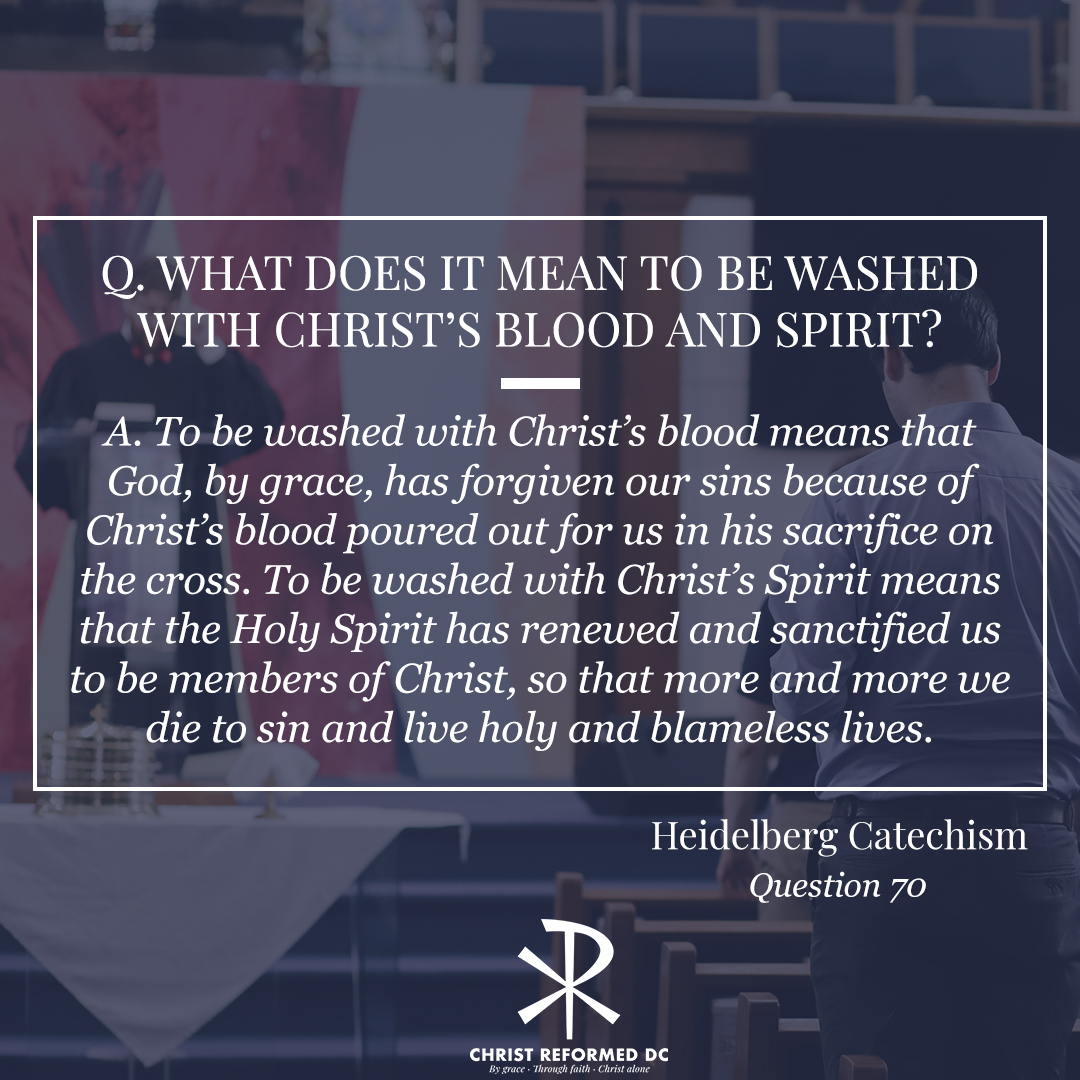 Q. WHAT DOES IT MEAN TO BE WASHED
WITH CHRIST’S BLOOD AND SPIRIT?
A. To be washed with Christ’s blood means that
God, by grace, has forgiven our sins because of
Christ’s blood poured out for us in his sacrifice on
the cross. To be washed with Christ’s Spirit means
that the Holy Spirit has renewed and sanctified us
to be members of Christ, so that more and more we
die to sin and live holy and blameless lives.
Heidelberg Catechism
Question 70
CHRIST REFORMED DC
By grace · Through faith · Christ alone